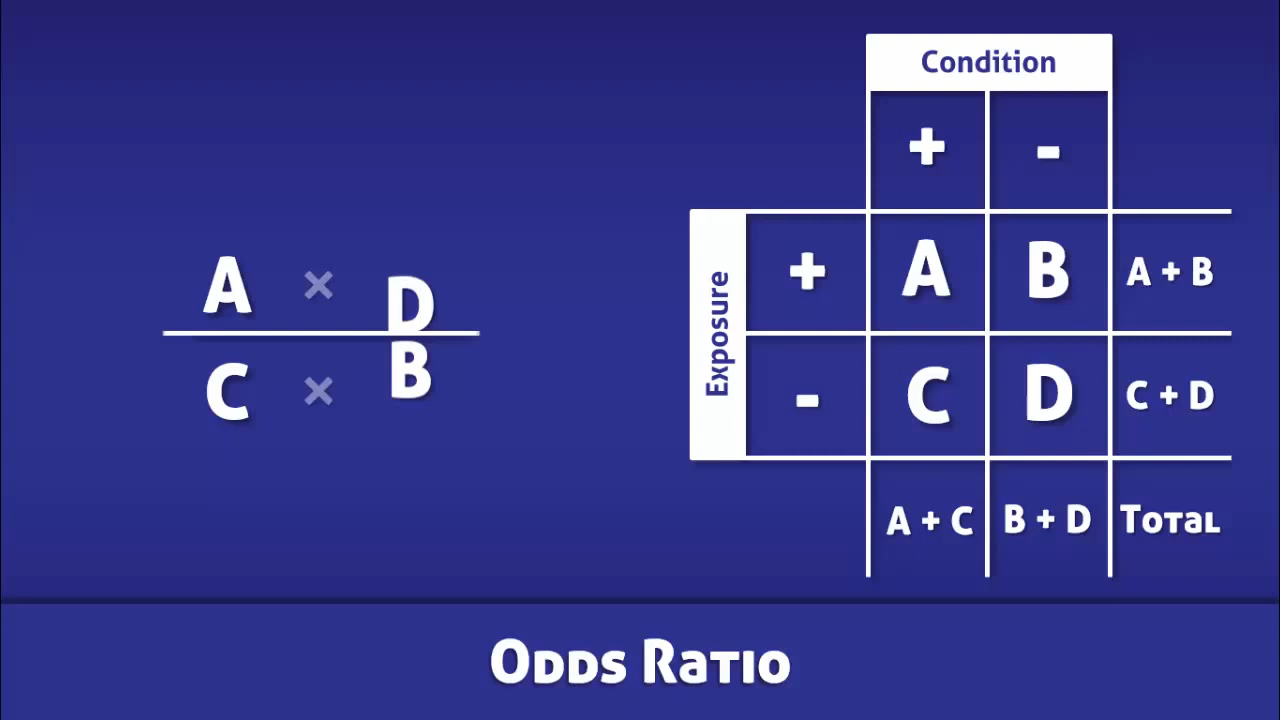 Condition
+ -
A × D
C × B
Exposure
+ A B A + B
- C D C + D
A + C B + D Total
Odds Ratio